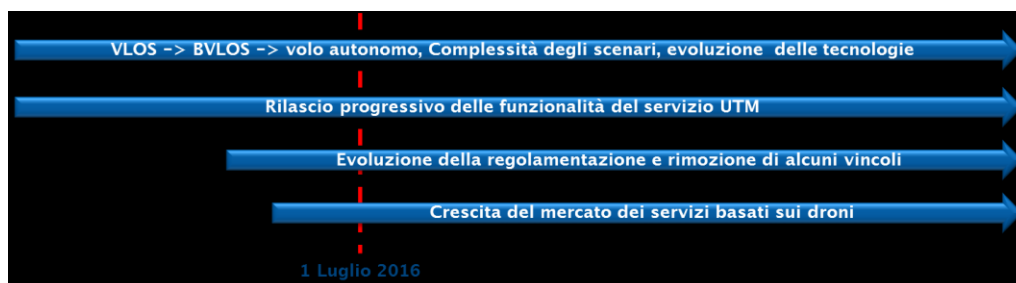 VLOS -> BVLOS -> volo autonomo, Complessità degli scenari, evoluzione  delle tecnologie
Rilascio progressivo delle funzionalità del servizio UTM
Evoluzione della regolamentazione e rimozione di alcuni vincoli
Crescita del mercato dei servizi basati sui droni
1 Luglio 2016